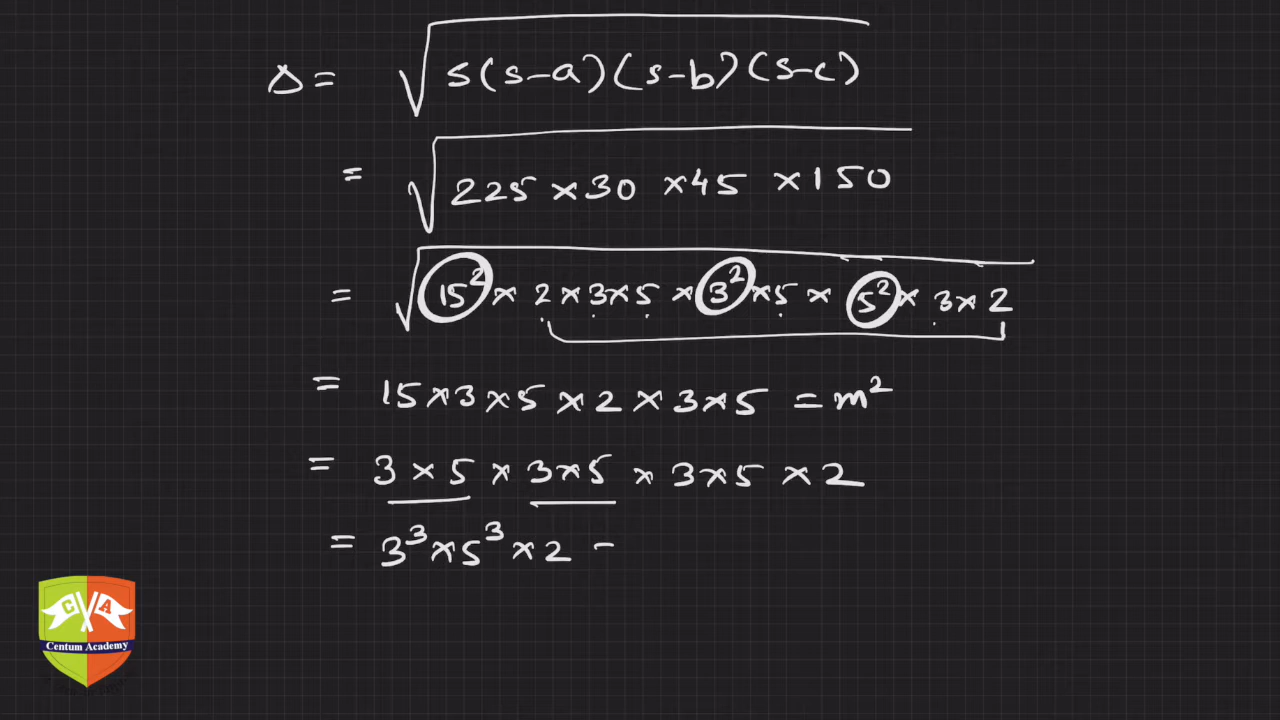 Δ = √s(s-a)(s-b)(s-c)
= √225 × 30 × 45 × 150
= √15² × 2 × 3 × 5 × 3² × 5 × 5² × 3 × 2
= 15 × 3 × 5 × 2 × 3 × 5 = m²
= 3 × 5 × 3 × 5 × 3 × 5 × 2
= 3³ × 5³ × 2 -
C A
Centum Academy